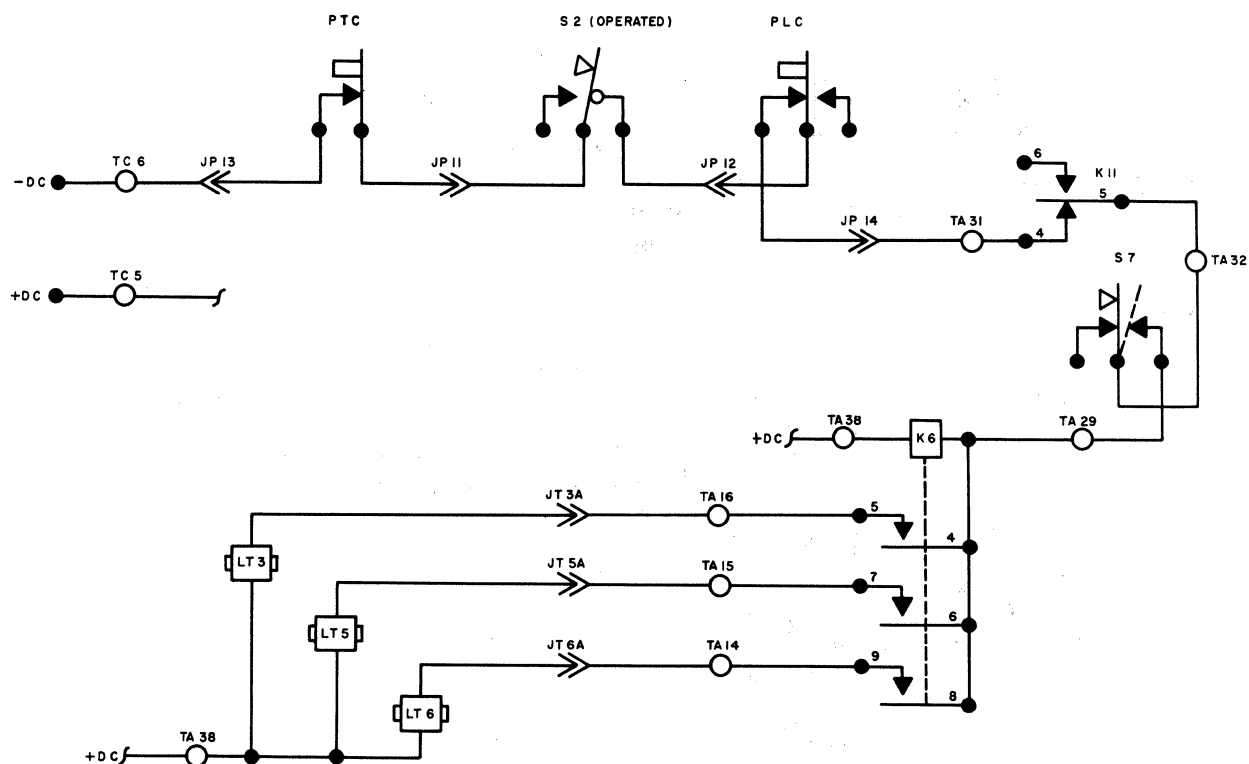 PTC
S2 (OPERATED)
PLC
TC 6
JP 13
JP 11
JP 12
6
K 11
5
-DC
JP 14
TA 31
4
TA 32
S 7
TC 5
+DC
TA 38
TA 29
+DC
K 6
JT 3A
TA 16
5
4
LT 3
JT 5A
TA 15
7
6
LT 5
JT 6A
TA 14
9
8
LT 6
TA 38
+DC